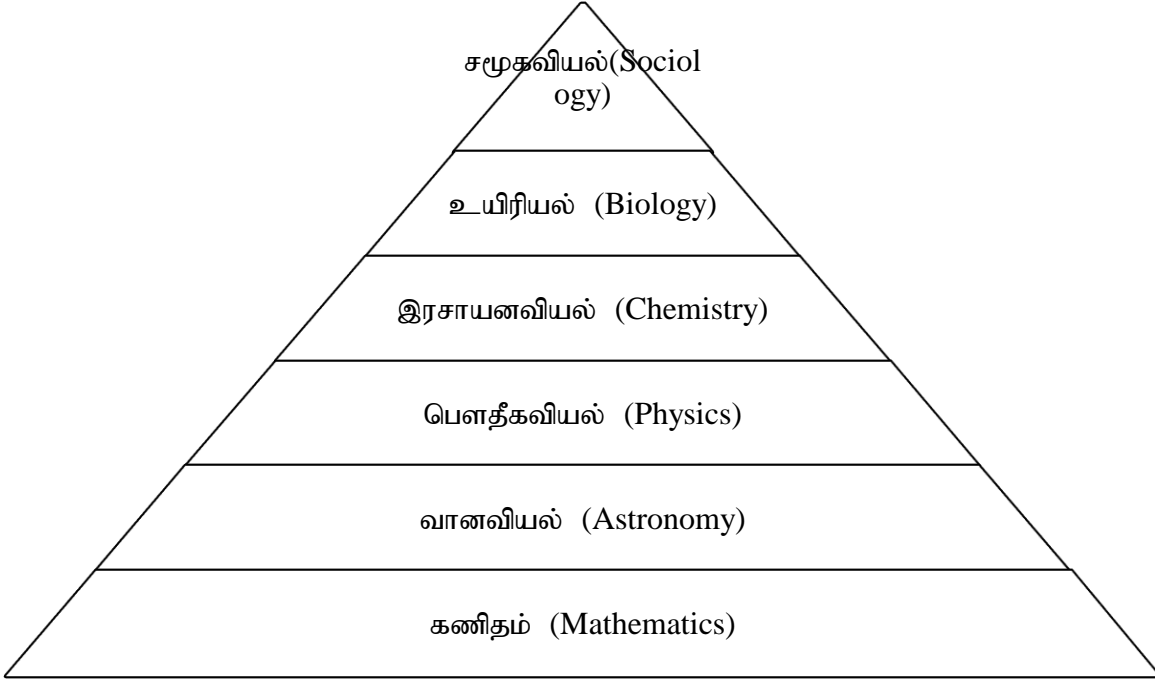 சமூகவியல்(Sociol
ogy)
உயிரியல் (Biology)
இரசாயனவியல் (Chemistry)
பௌதீகவியல் (Physics)
வானவியல் (Astronomy)
கணிதம் (Mathematics)